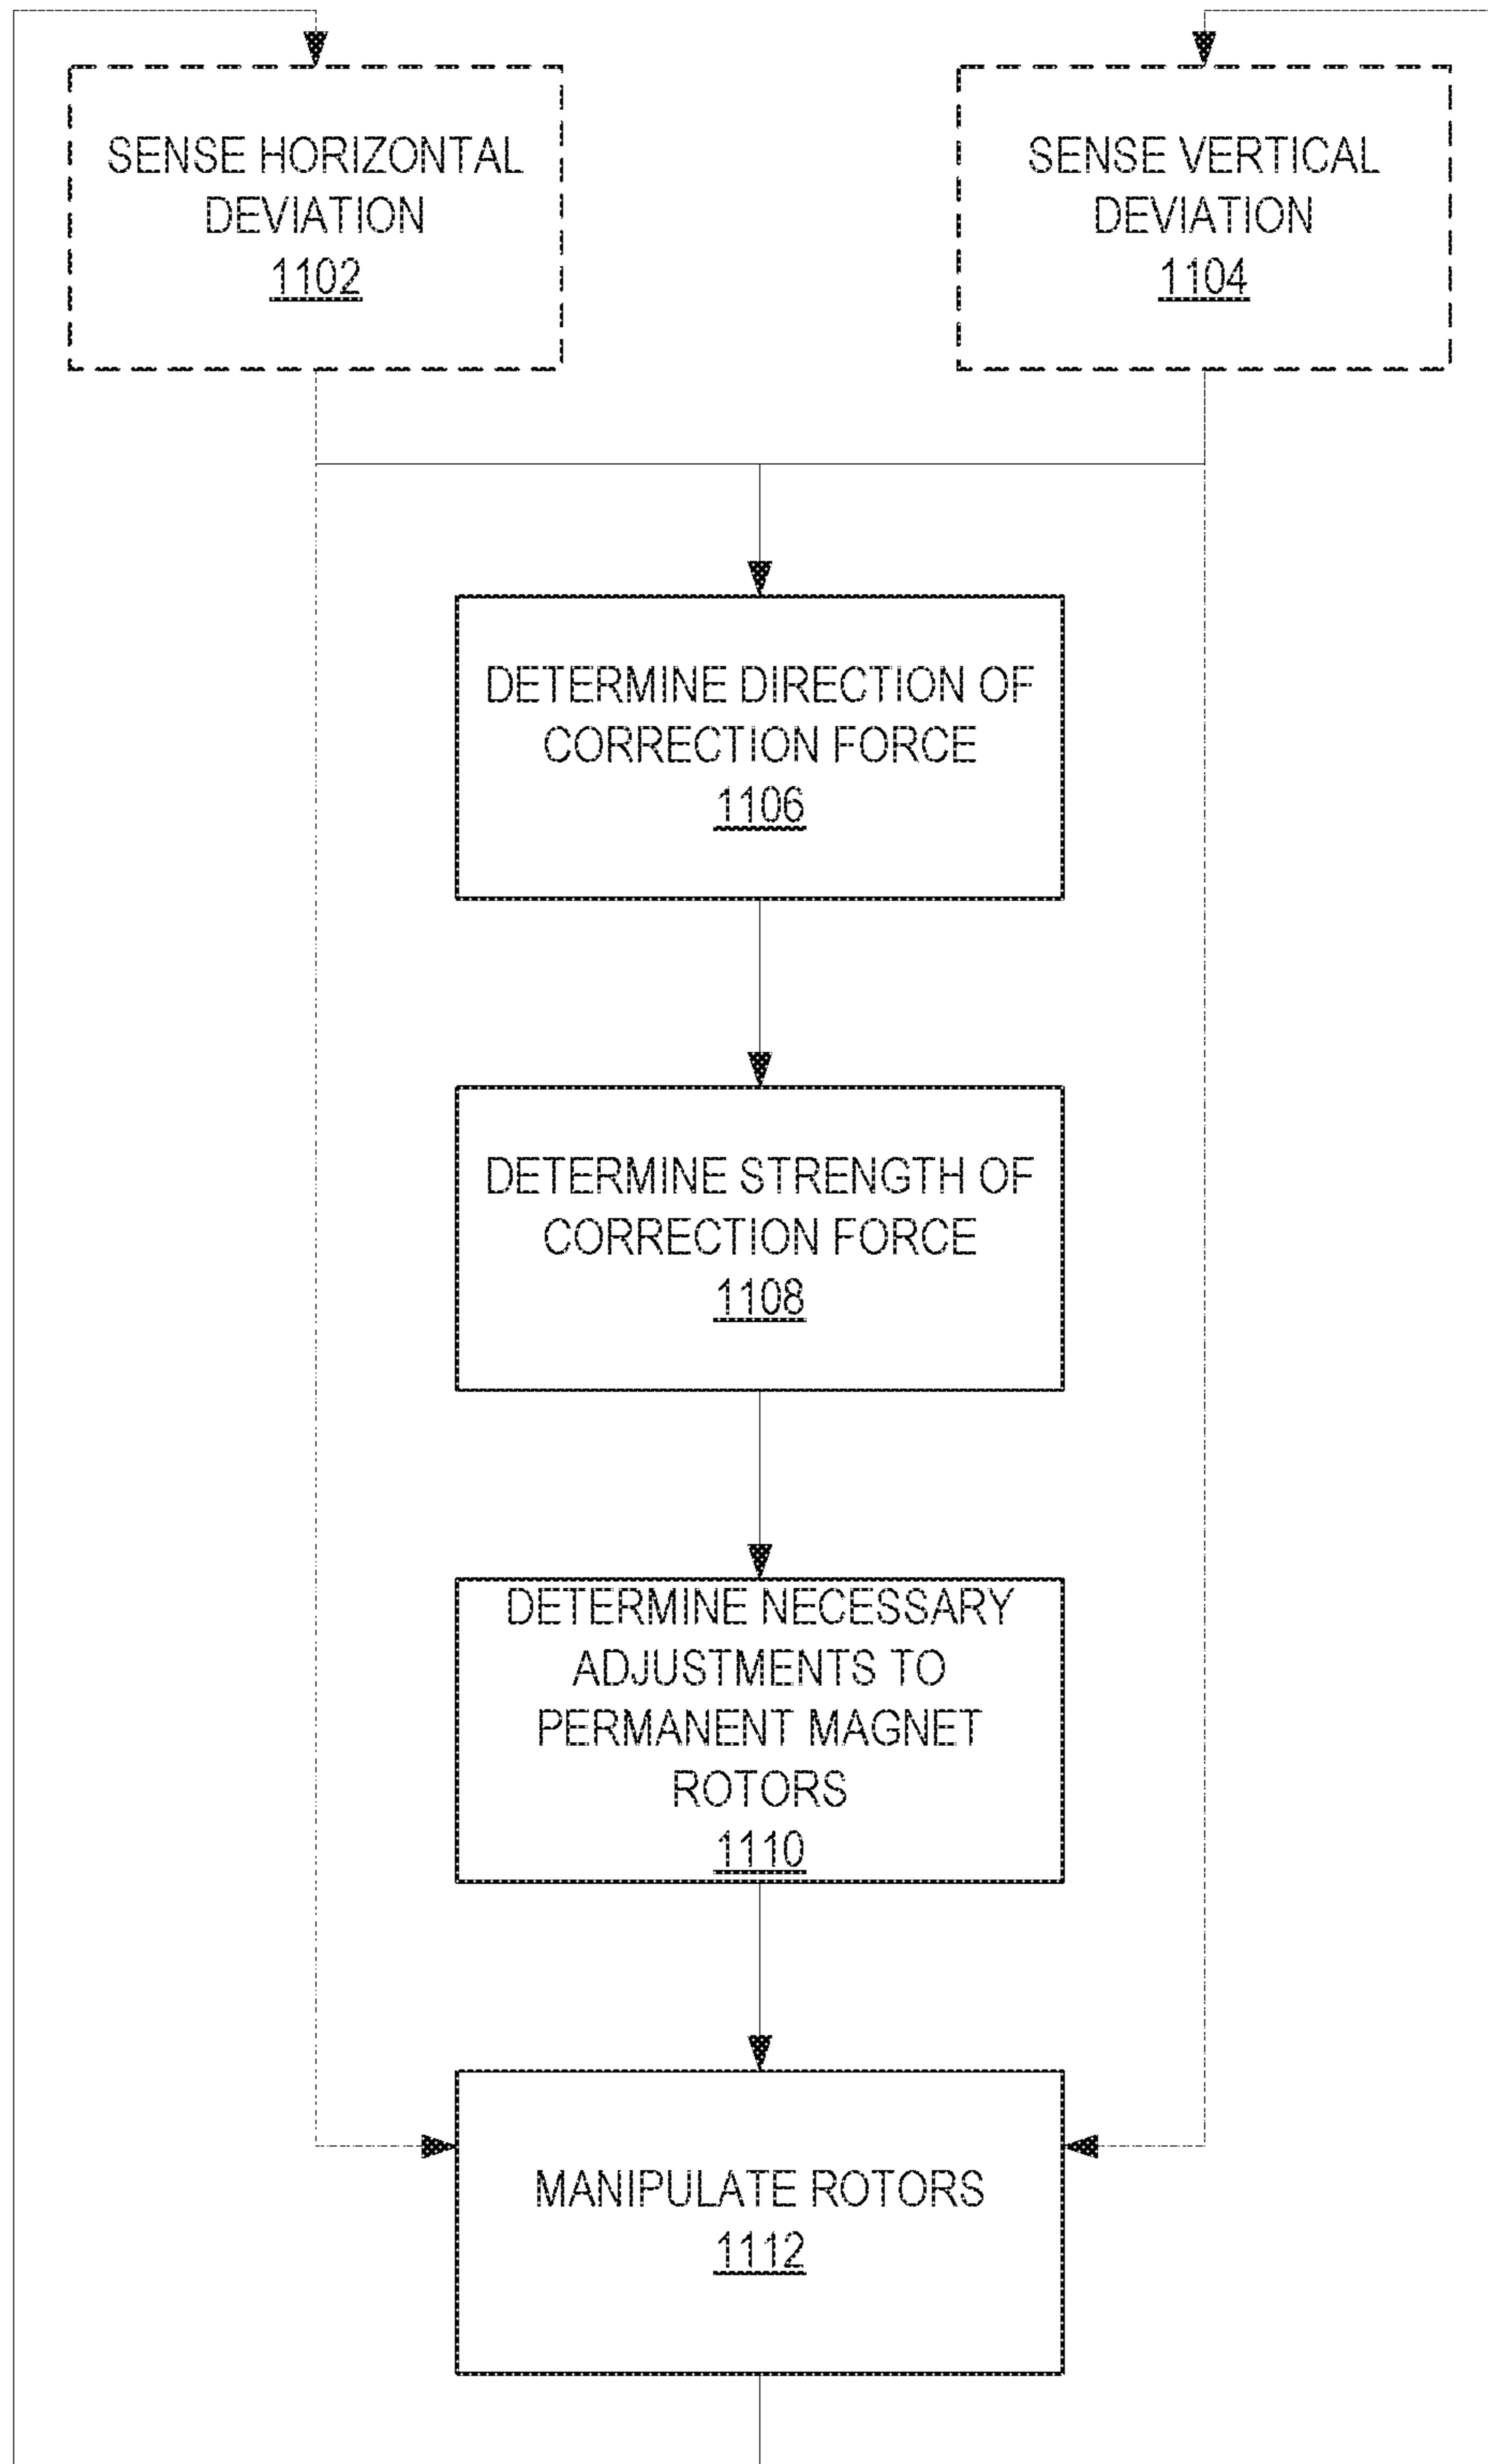 SENSE HORIZONTAL
DEVIATION
1102
SENSE VERTICAL
DEVIATION
1104
DETERMINE DIRECTION OF
CORRECTION FORCE
1106
DETERMINE STRENGTH OF
CORRECTION FORCE
1108
DETERMINE NECESSARY
ADJUSTMENTS TO
PERMANENT MAGNET
ROTORS
1110
MANIPULATE ROTORS
1112